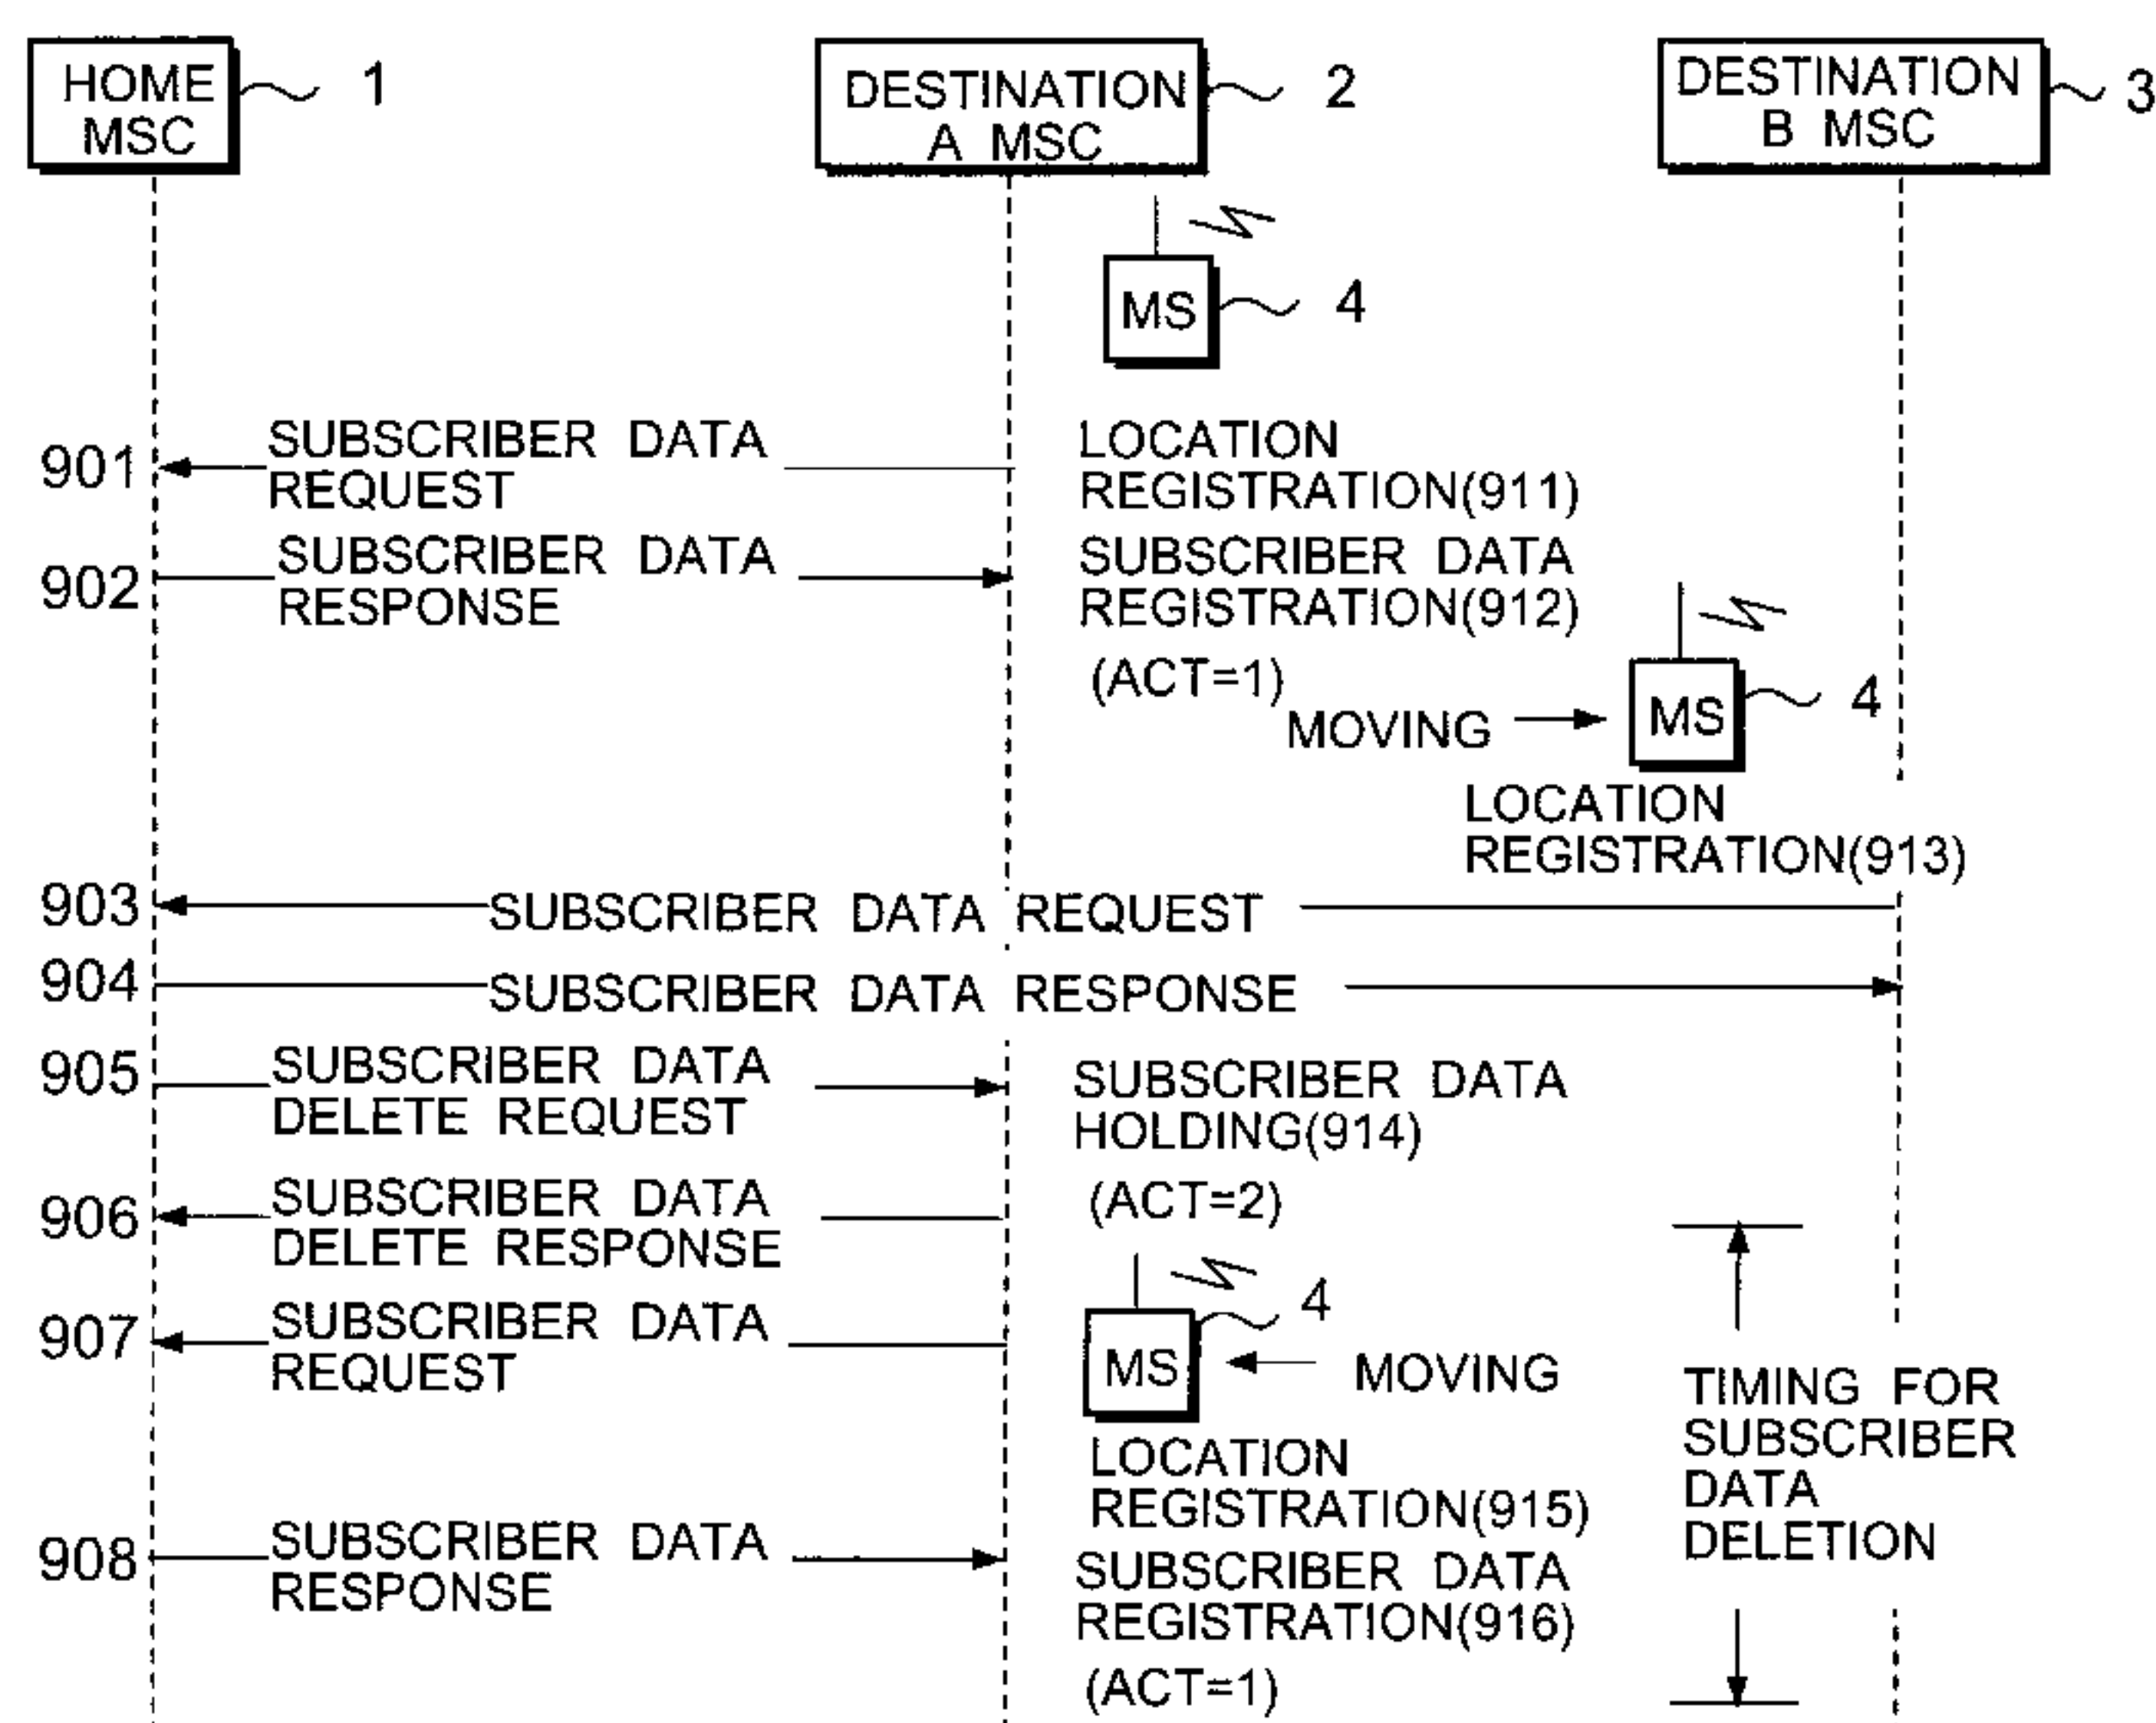 HOME
MSC
1
DESTINATION
A MSC
2
DESTINATION
B MSC
3
MS
4
901
SUBSCRIBER DATA
REQUEST
LOCATION
REGISTRATION(911)
902
SUBSCRIBER DATA
RESPONSE
SUBSCRIBER DATA
REGISTRATION(912)
(ACT=1)
MOVING
MS
4
LOCATION
REGISTRATION(913)
903
SUBSCRIBER DATA REQUEST
904
SUBSCRIBER DATA RESPONSE
905
SUBSCRIBER DATA
DELETE REQUEST
SUBSCRIBER DATA
HOLDING(914)
(ACT=2)
906
SUBSCRIBER DATA
DELETE RESPONSE
907
SUBSCRIBER DATA
REQUEST
MS
4
MOVING
LOCATION
REGISTRATION(915)
TIMING FOR
SUBSCRIBER
DATA
DELETION
908
SUBSCRIBER DATA
RESPONSE
SUBSCRIBER DATA
REGISTRATION(916)
(ACT=1)